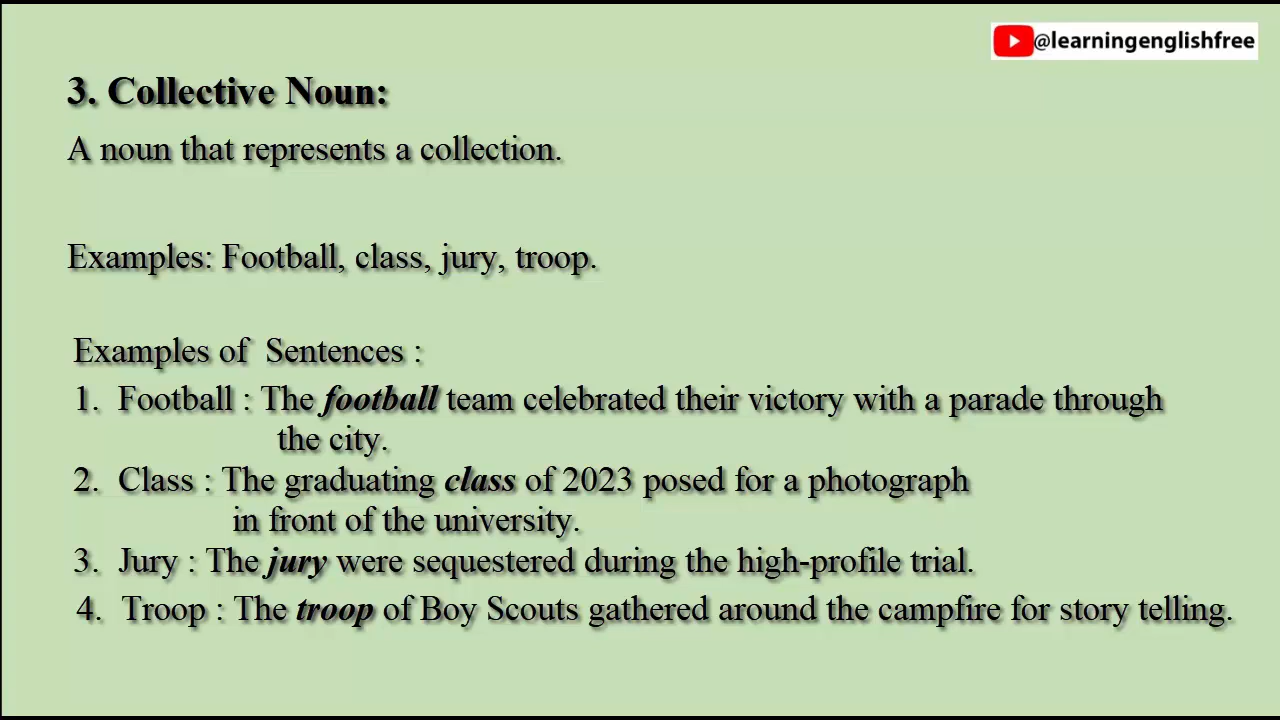 @learningenglishfree
3. Collective Noun:
A noun that represents a collection.
Examples: Football, class, jury, troop.
Examples of Sentences :
1. Football : The football team celebrated their victory with a parade through
the city.
2. Class : The graduating class of 2023 posed for a photograph
in front of the university.
3. Jury : The jury were sequestered during the high-profile trial.
4. Troop : The troop of Boy Scouts gathered around the campfire for story telling.